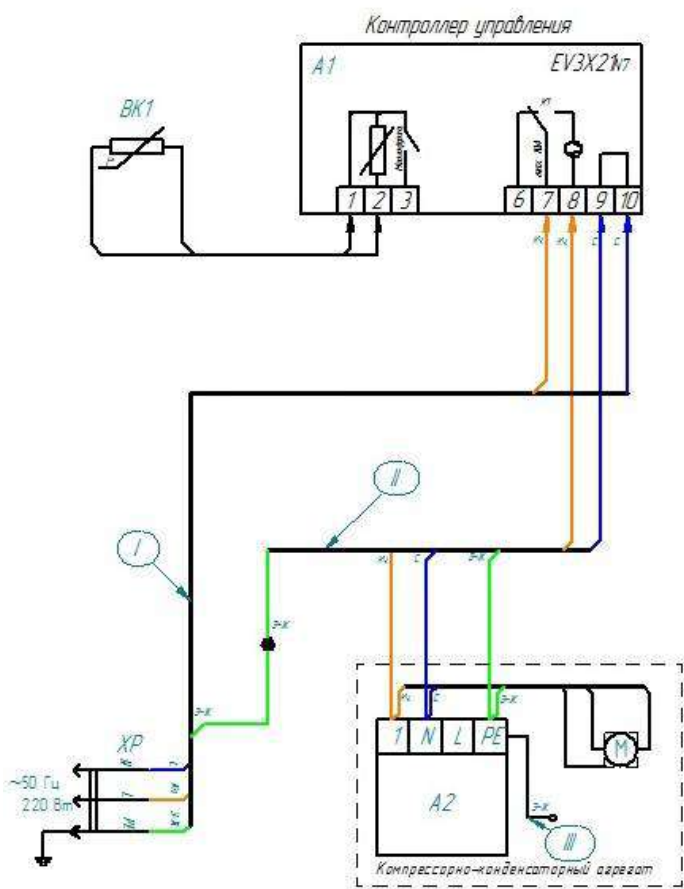 Контроллер управления
A1
EV3X21N7
BK1
1 2 3
6 7 8 9 10
С
С
II
I
С
З-Ж
З-Ж
З-Ж
XP
~50 Гц
220 Вт
1 N L PE
С
З-Ж
M
A2
З-Ж
III
Компрессорно-конденсаторный агрегат